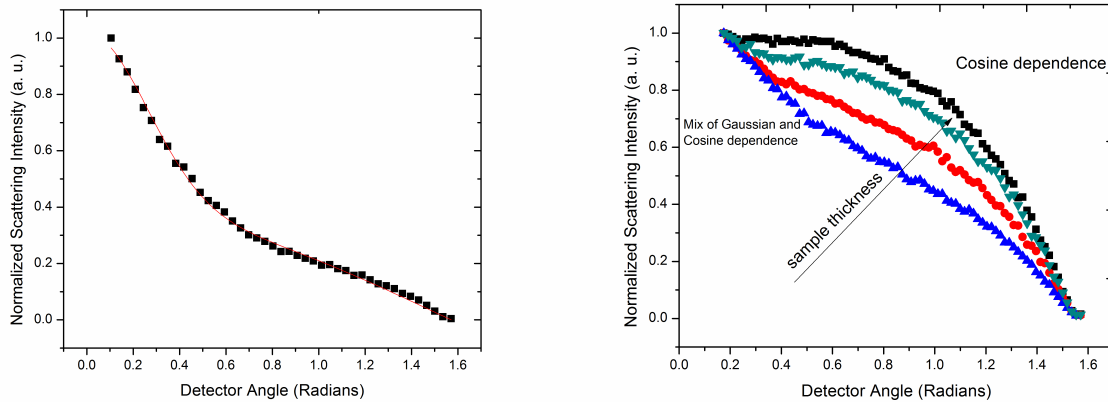 Normalized Scattering Intensity (a. u.)
1.0
0.8
0.6
0.4
0.2
0.0
0.0 0.2 0.4 0.6 0.8 1.0 1.2 1.4 1.6
Detector Angle (Radians)
Normalized Scattering Intensity (a. u.)
1.0
0.8
0.6
0.4
0.2
0.0
Cosine dependence
Mix of Gaussian and
Cosine dependence
sample thickness
0.0 0.2 0.4 0.6 0.8 1.0 1.2 1.4 1.6
Detector Angle (Radians)